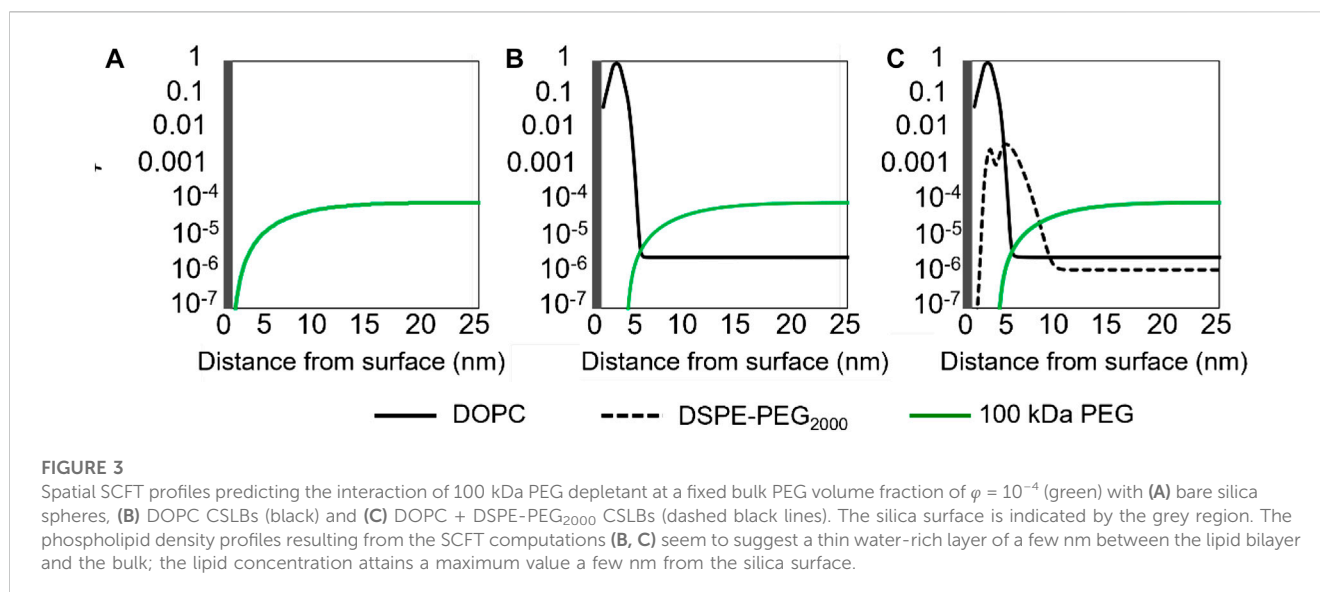 A
1
0.1
0.01
0.001
10-4
10-5
10-6
10-7
0 5 10 15 20 25
Distance from surface (nm)
B
1
0.1
0.01
0.001
10-4
10-5
10-6
10-7
0 5 10 15 20 25
Distance from surface (nm)
C
1
0.1
0.01
0.001
10-4
10-5
10-6
10-7
0 5 10 15 20 25
Distance from surface (nm)
DOPC DSPE-PEG2000 100 kDa PEG
FIGURE 3
Spatial SCFT profiles predicting the interaction of 100 kDa PEG depletant at a fixed bulk PEG volume fraction of φ = 10−4 (green) with (A) bare silica
spheres, (B) DOPC CSLBs (black) and (C) DOPC + DSPE-PEG2000 CSLBs (dashed black lines). The silica surface is indicated by the grey region. The
phospholipid density profiles resulting from the SCFT computations (B, C) seem to suggest a thin water-rich layer of a few nm between the lipid bilayer
and the bulk; the lipid concentration attains a maximum value a few nm from the silica surface.